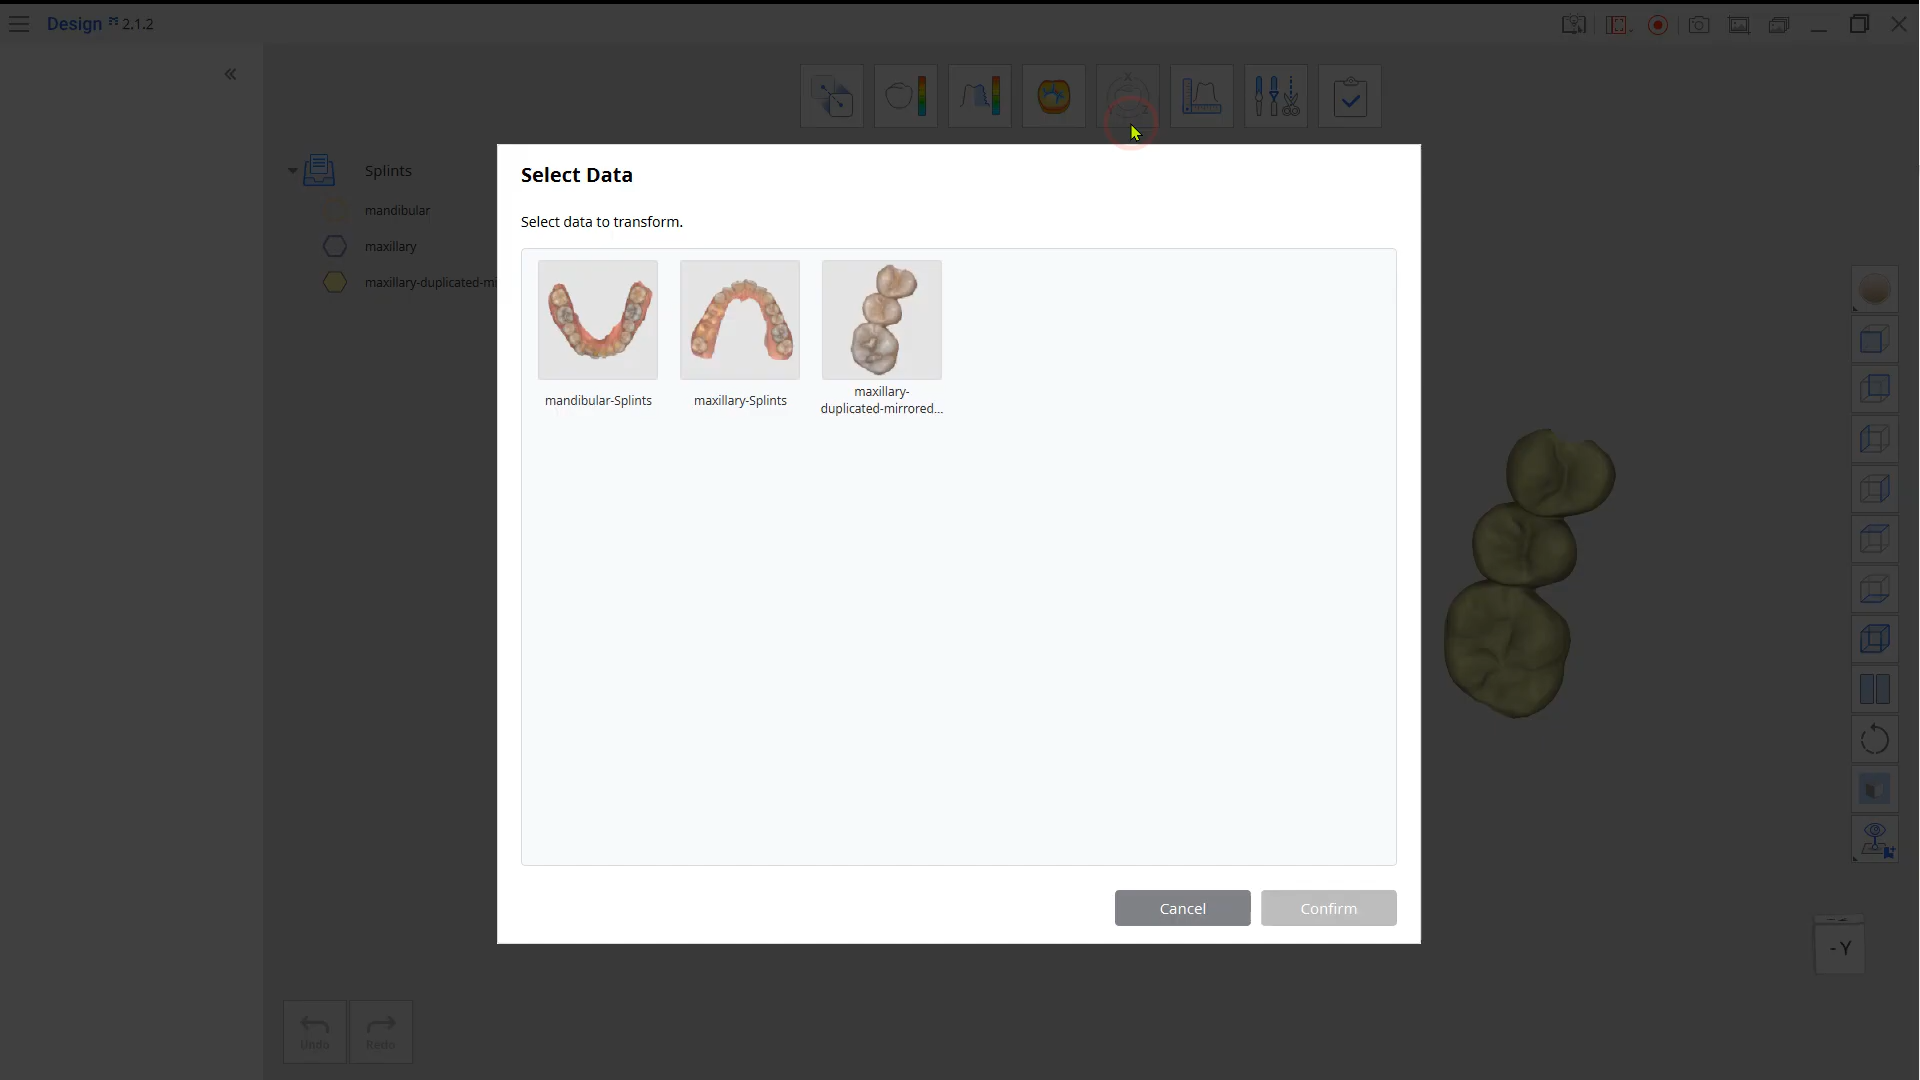 Design 2.1.2
Splints
mandibular
maxillary
maxillary-duplicated-mi
Select Data
Select data to transform.
mandibular-Splints
maxillary-Splints
maxillary-
duplicated-mirrored...
Cancel
Confirm
- Y
Undo
Redo